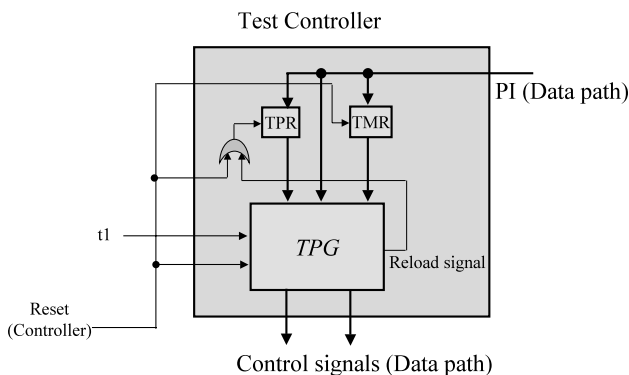 Test Controller
PI (Data path)
TPR
TMR
t1
TPG
Reload signal
Reset
(Controller)
Control signals (Data path)